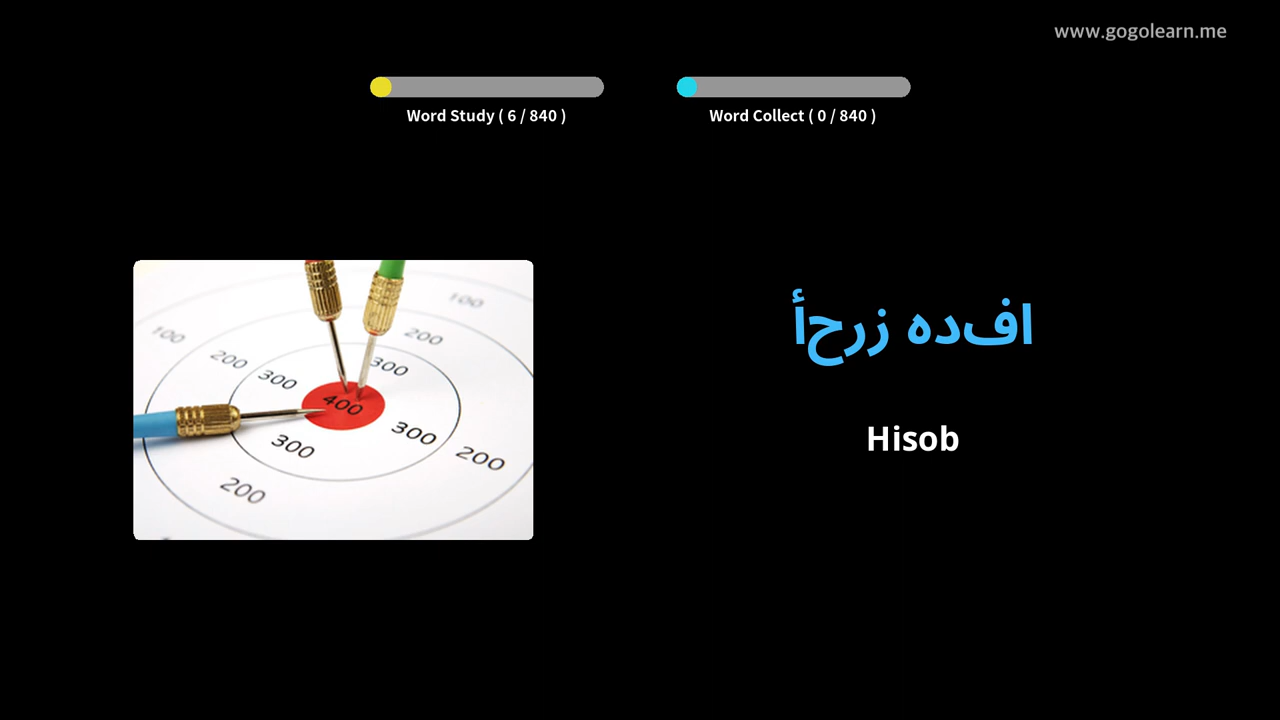 www.gogolearn.me
Word Study ( 6 / 840 )
Word Collect ( 0 / 840 )
افده زرحأ
Hisob
100
100
200
200
300
300
400
300
300
200
200